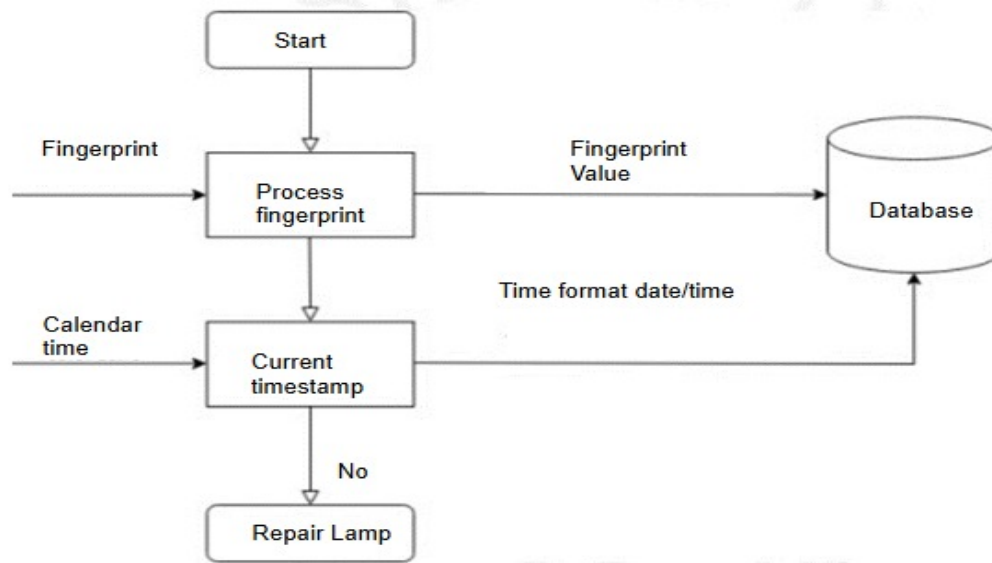 Start
Fingerprint
Process
fingerprint
Fingerprint
Value
Database
Time format date/time
Calendar
time
Current
timestamp
No
Repair Lamp